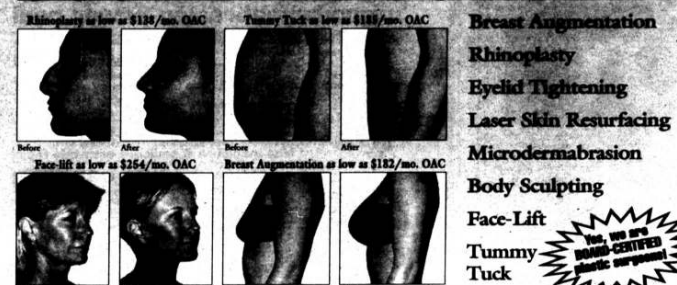 Rhinoplasty as low as $138/mo. OAC
Tummy Tuck as low as $185/mo. OAC
Before
After
Before
After
Face-lift as low as $264/mo. OAC
Breast Augmentation as low as $182/mo. OAC
Breast Augmentation
Rhinoplasty
Eyelid Tightening
Laser Skin Resurfacing
Microdermabrasion
Body Sculpting
Face-Lift
Tummy
Tuck
Yes, we are
BOARD-CERTIFIED
plastic surgeons!